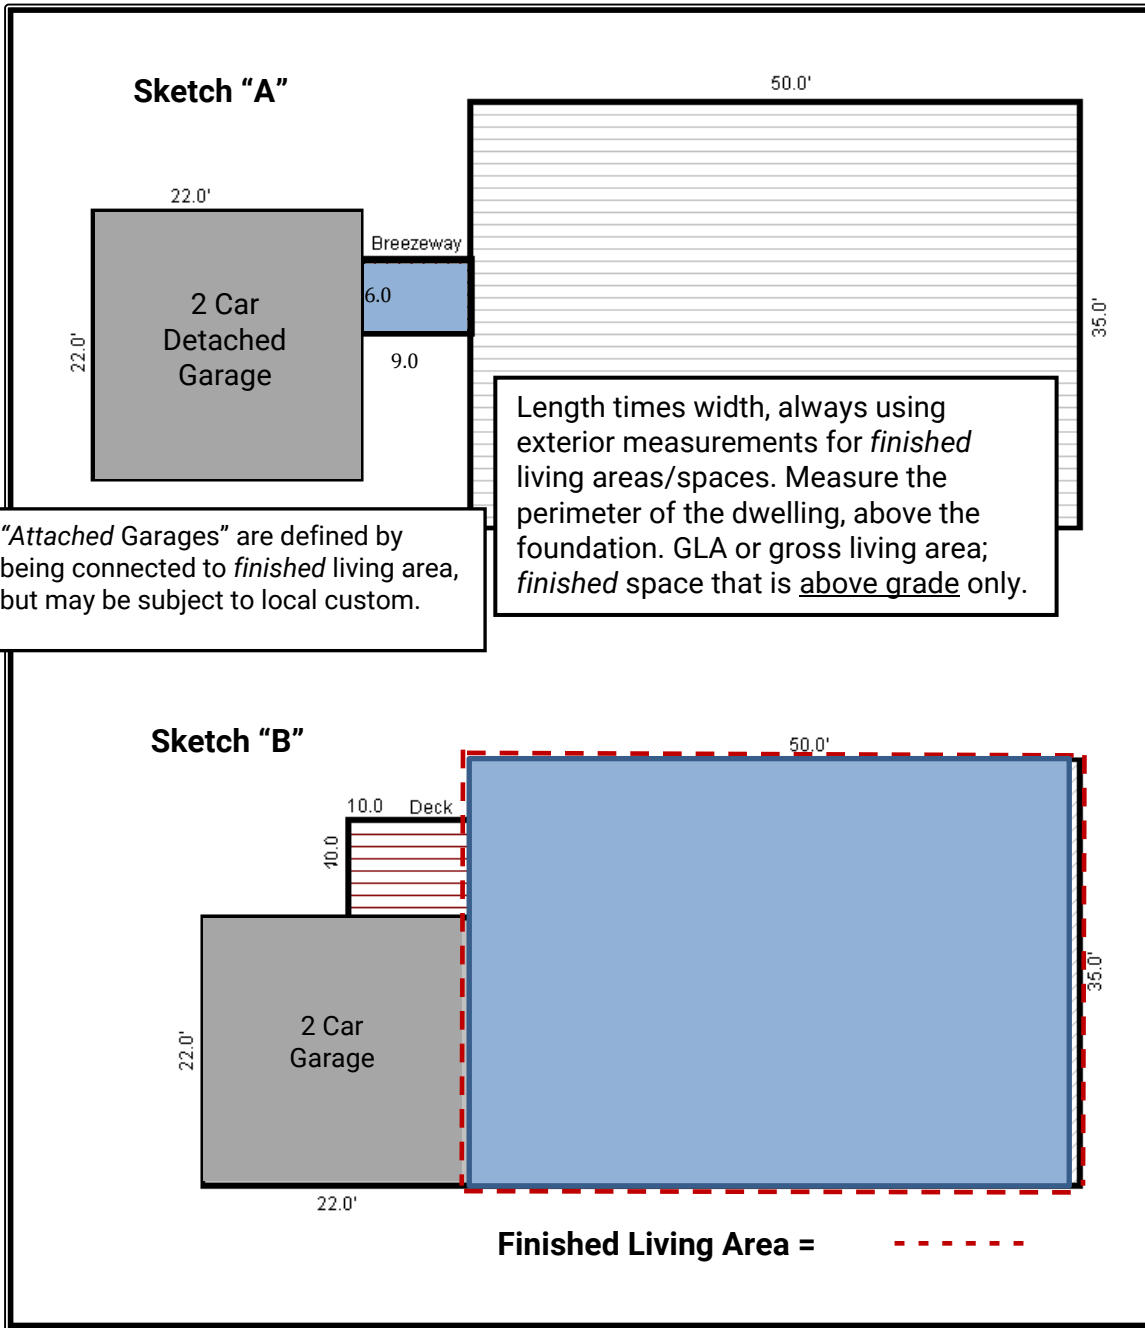 Sketch “A”
50.0'
22.0'
Breezeway
6.0
2 Car
Detached
Garage
22.0'
35.0'
9.0
Length times width, always using
exterior measurements for finished
living areas/spaces. Measure the
perimeter of the dwelling, above the
foundation. GLA or gross living area;
finished space that is above grade only.
“Attached Garages” are defined by
being connected to finished living area,
but may be subject to local custom.
Sketch “B”
50.0'
10.0 Deck
10.0
35.0'
2 Car
Garage
22.0'
22.0'
Finished Living Area =